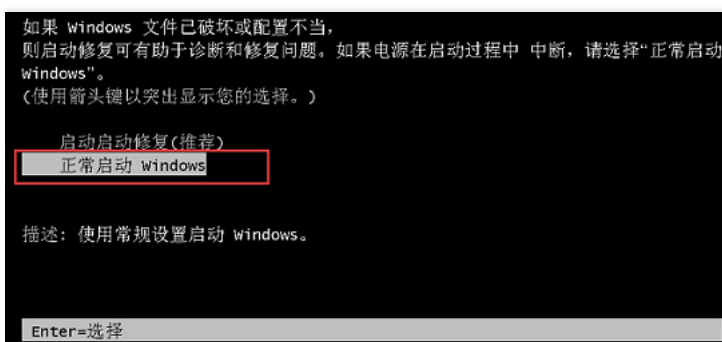 如果 Windows 文件已破坏或配置不当，
则启动修复可有助于诊断和修复问题。如果电源在启动过程中 中断，请选择“正常启动
Windows”。
(使用箭头键以突出显示您的选择。)
启动启动修复(推荐)
正常启动 Windows
描述: 使用常规设置启动 Windows。
Enter=选择